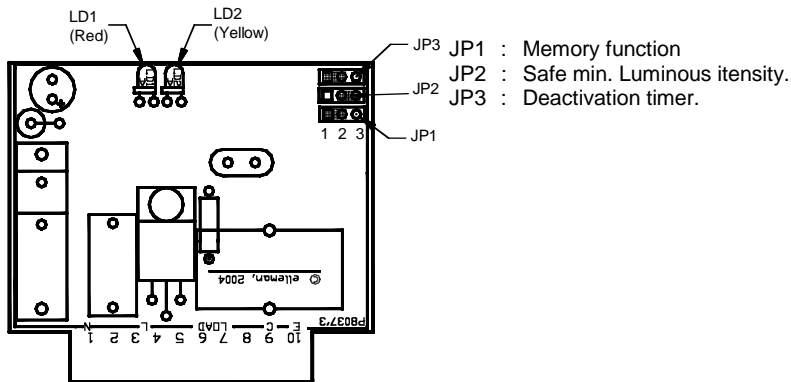 LD1
(Red)
LD2
(Yellow)
JP3
JP2
JP1
JP1 : Memory function
JP2 : Safe min. Luminous itensity.
JP3 : Deactivation timer.
1 2 3
© elleman, 2004
P8037'3
N L LOAD C E
1 2 3 4 5 6 7 8 9 10